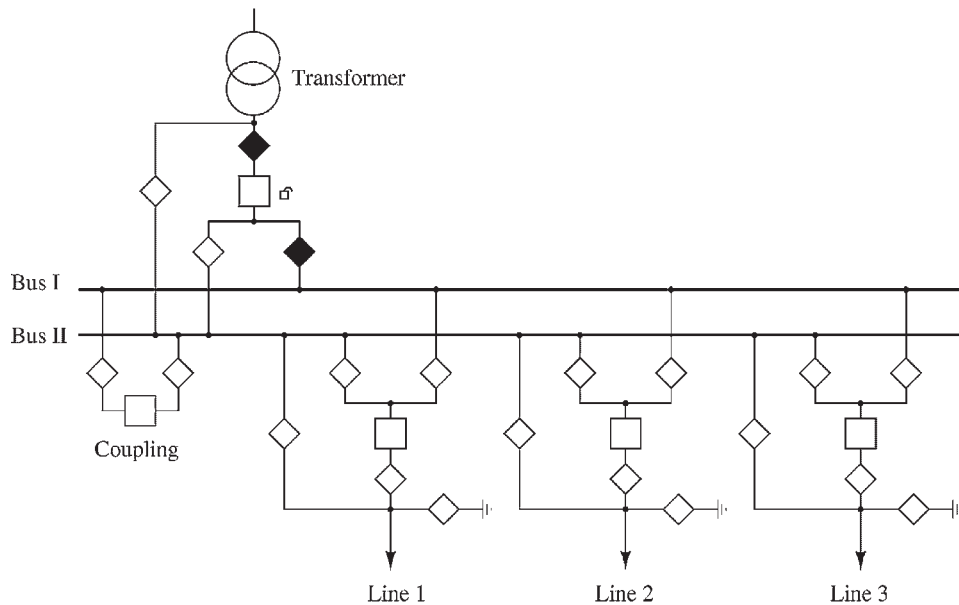 Transformer
Bus I
Bus II
Coupling
Line 1
Line 2
Line 3